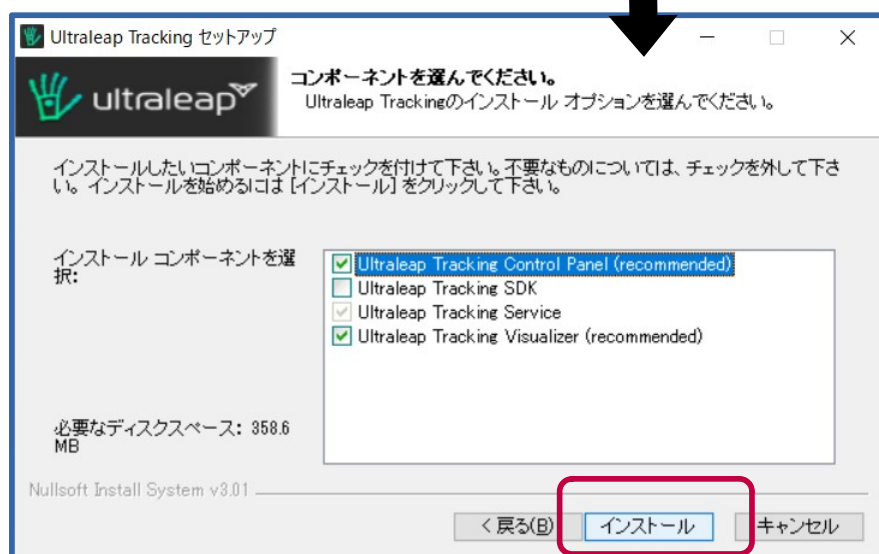 Ultraleap Tracking セットアップ
ultraleap
コンポーネントを選んでください。
Ultraleap Trackingのインストール オプションを選んでください。
インストールしたいコンポーネントにチェックを付けて下さい。不要なものについては、チェックを外して下さ
い。 インストールを始めるには [インストール] をクリックして下さい。
インストール コンポーネントを選
択:
Ultraleap Tracking Control Panel (recommended)
Ultraleap Tracking SDK
Ultraleap Tracking Service
Ultraleap Tracking Visualizer (recommended)
必要なディスクスペース: 358.6
MB
Nullsoft Install System v3.01
< 戻る(B)
インストール
キャンセル